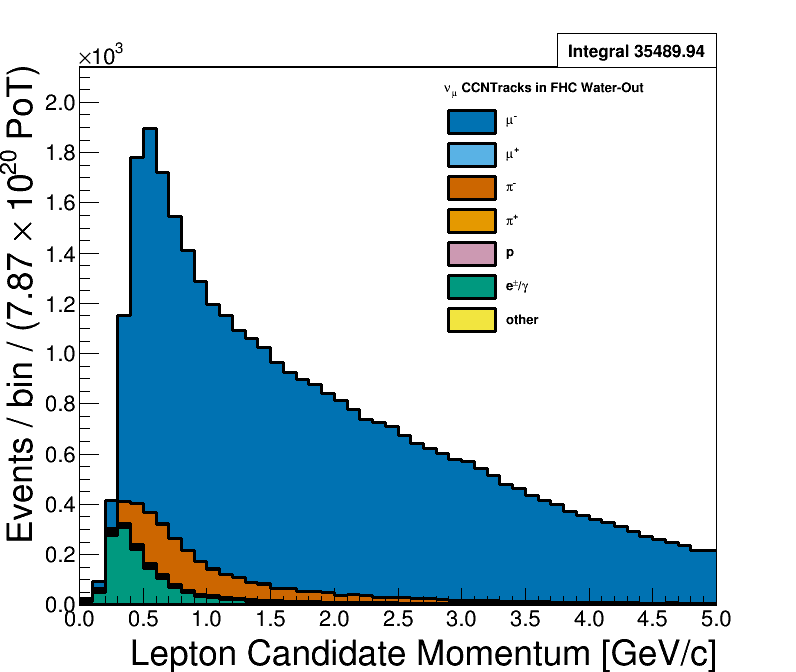 Integral 35489.94
×10³
ν_μ CCNTracks in FHC Water-Out
μ⁻
μ⁺
π⁻
π⁺
p
e±/γ
other
Events / bin / (7.87 × 10²⁰ PoT)
2.0
1.8
1.6
1.4
1.2
1.0
0.8
0.6
0.4
0.2
0.0
0.0 0.5 1.0 1.5 2.0 2.5 3.0 3.5 4.0 4.5 5.0
Lepton Candidate Momentum [GeV/c]